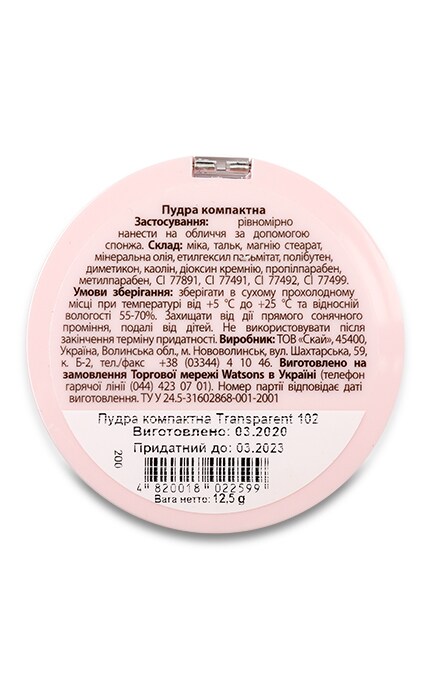 Пудра компактна
Застосування: рівномірно
нанести на обличчя за допомогою
спонжа. Склад: міка, тальк, магнію стеарат,
мінеральна олія, етилгексил пальмітат, полібутен,
диметикон, каолін, діоксин кремнію, пропілпарабен,
метилпарабен, CI 77891, CI 77491, CI 77492, CI 77499.
Умови зберігання: зберігати в сухому прохолодному
місці при температурі від +5 °C до +25 °C та відносній
вологості 55-70%. Захищати від дії прямого сонячного
проміння, подалі від дітей. Не використовувати після
закінчення терміну придатності. Виробник: ТОВ «Скай», 45400,
Україна, Волинська обл., м. Нововолинськ, вул. Шахтарська, 59,
к. Б-2, тел./факс +38 (03344) 4 10 46. Виготовлено на
замовлення Торгової мережі Watsons в Україні (телефон
гарячої лінії (044) 423 07 01). Номер партії відповідає даті
виготовлення. ТУ У 24.5-31602868-001-2001
Пудра компактна Transparent 102
Виготовлено: 03.2020
Придатний до: 03.2023
200
4 820018 022599
Вага нетто: 12,5 g